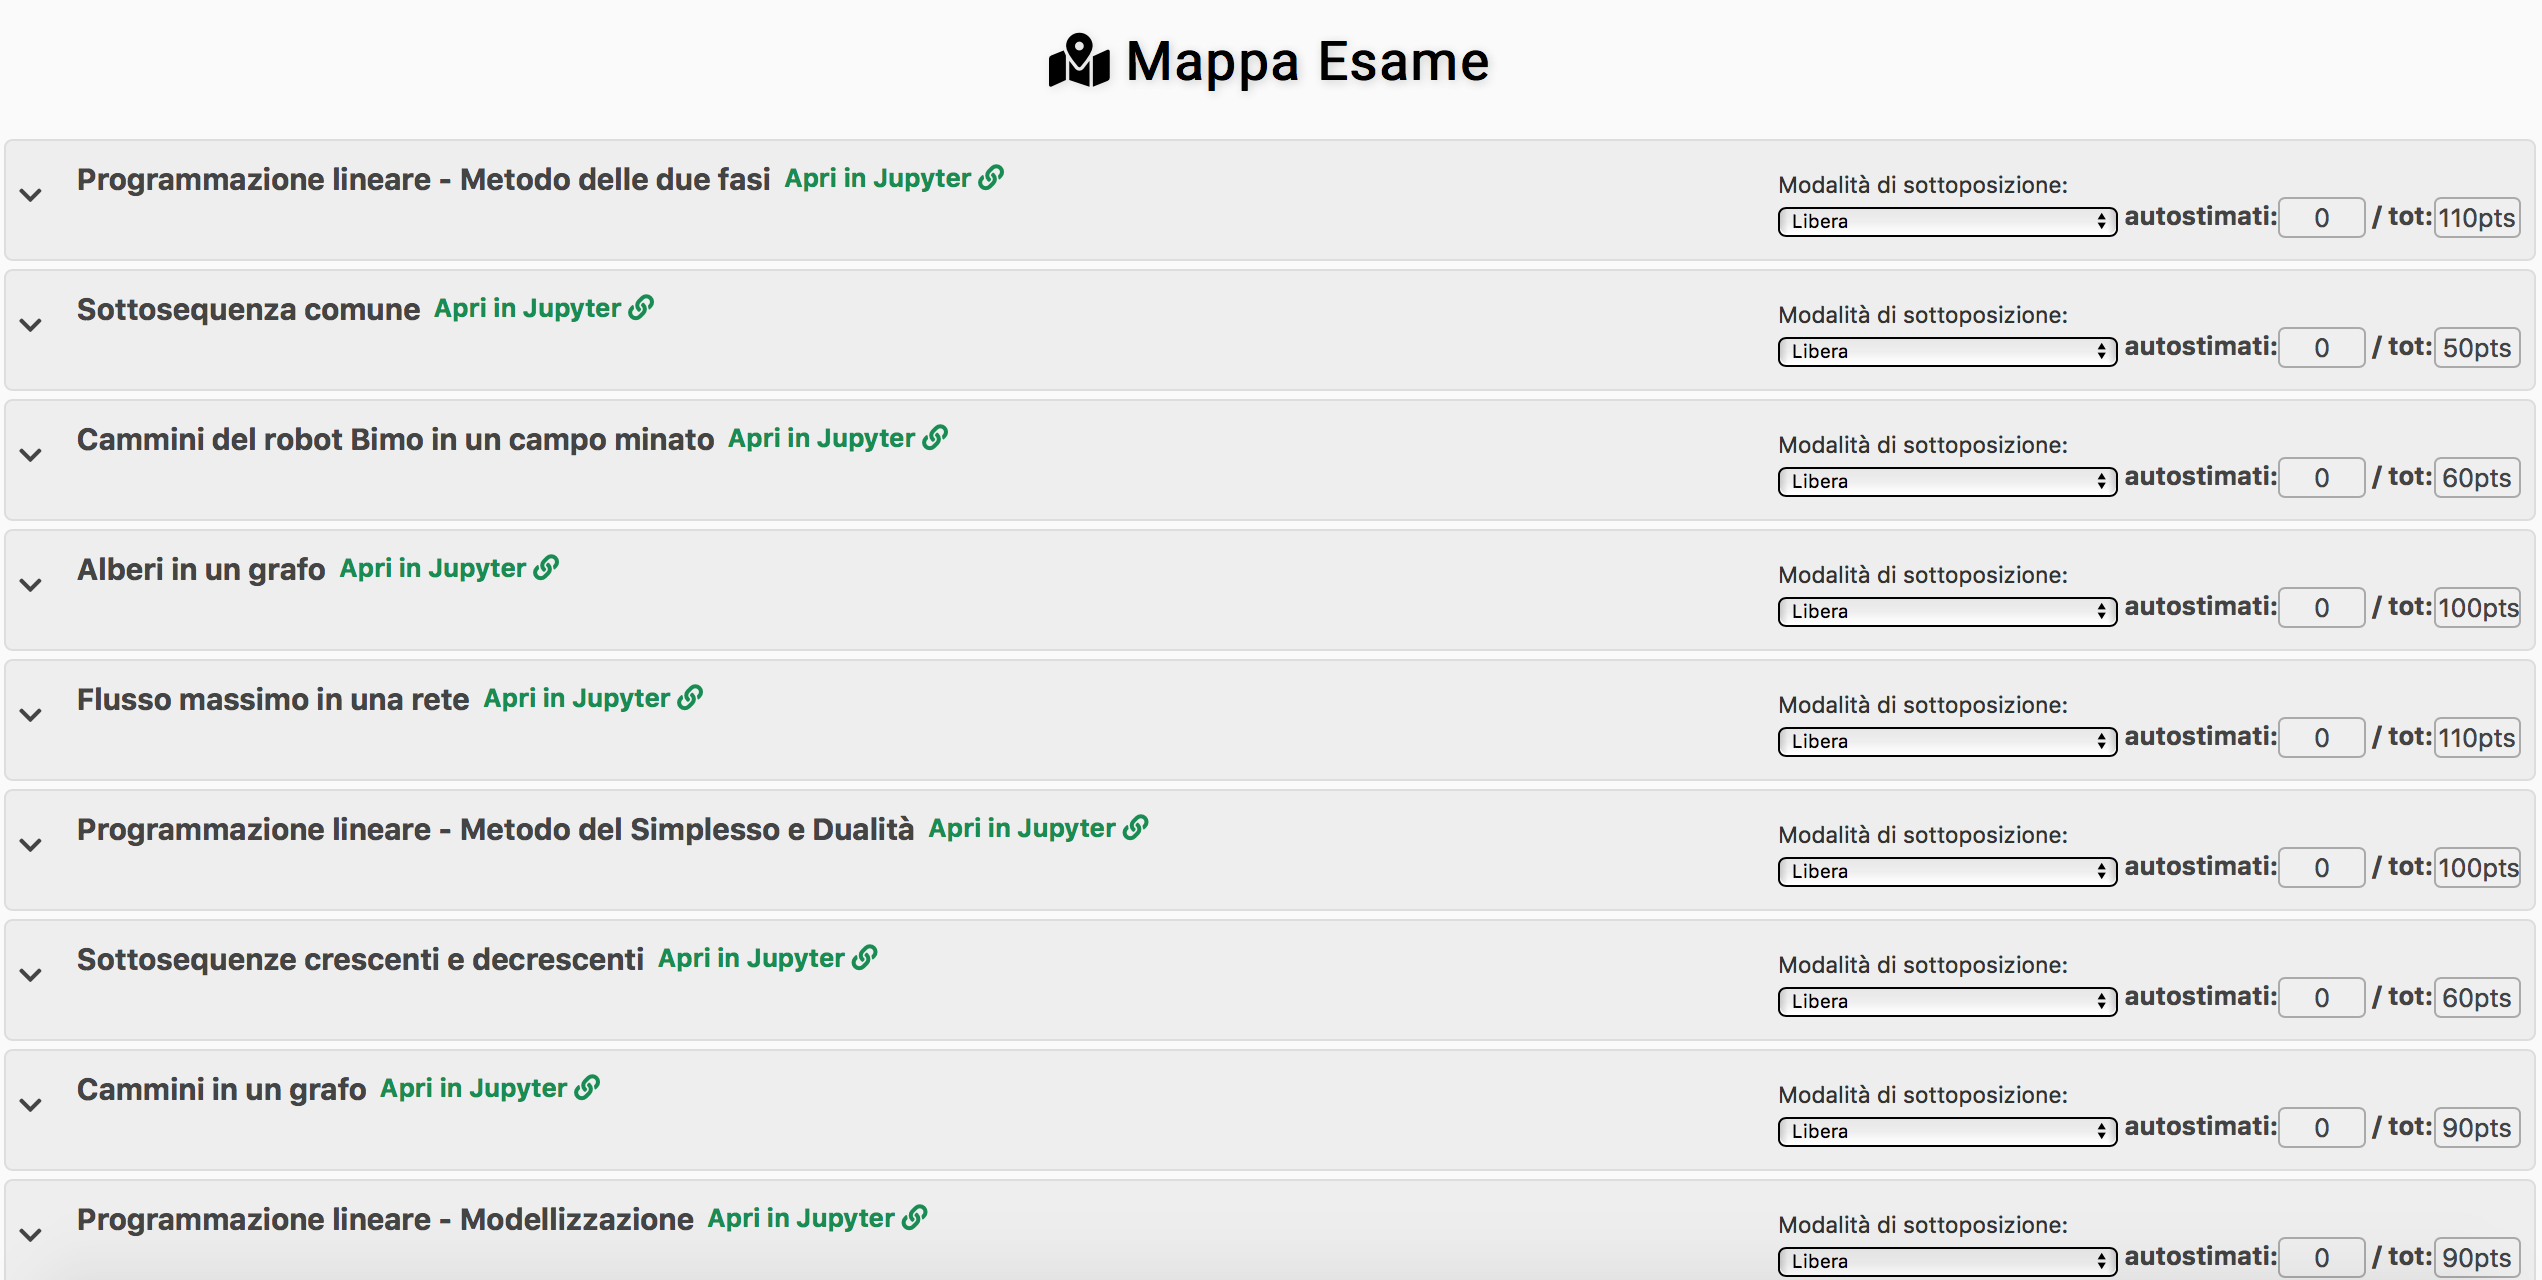 Mappa Esame
Programmazione lineare - Metodo delle due fasi Apri in Jupyter
Modalità di sottoposizione:
Libera autostimati: 0 / tot: 110pts
Sottosequenza comune Apri in Jupyter
Modalità di sottoposizione:
Libera autostimati: 0 / tot: 50pts
Cammini del robot Bimo in un campo minato Apri in Jupyter
Modalità di sottoposizione:
Libera autostimati: 0 / tot: 60pts
Alberi in un grafo Apri in Jupyter
Modalità di sottoposizione:
Libera autostimati: 0 / tot: 100pts
Flusso massimo in una rete Apri in Jupyter
Modalità di sottoposizione:
Libera autostimati: 0 / tot: 110pts
Programmazione lineare - Metodo del Simplesso e Dualità Apri in Jupyter
Modalità di sottoposizione:
Libera autostimati: 0 / tot: 100pts
Sottosequenze crescenti e decrescenti Apri in Jupyter
Modalità di sottoposizione:
Libera autostimati: 0 / tot: 60pts
Cammini in un grafo Apri in Jupyter
Modalità di sottoposizione:
Libera autostimati: 0 / tot: 90pts
Programmazione lineare - Modellizzazione Apri in Jupyter
Modalità di sottoposizione:
Libera autostimati: 0 / tot: 90pts